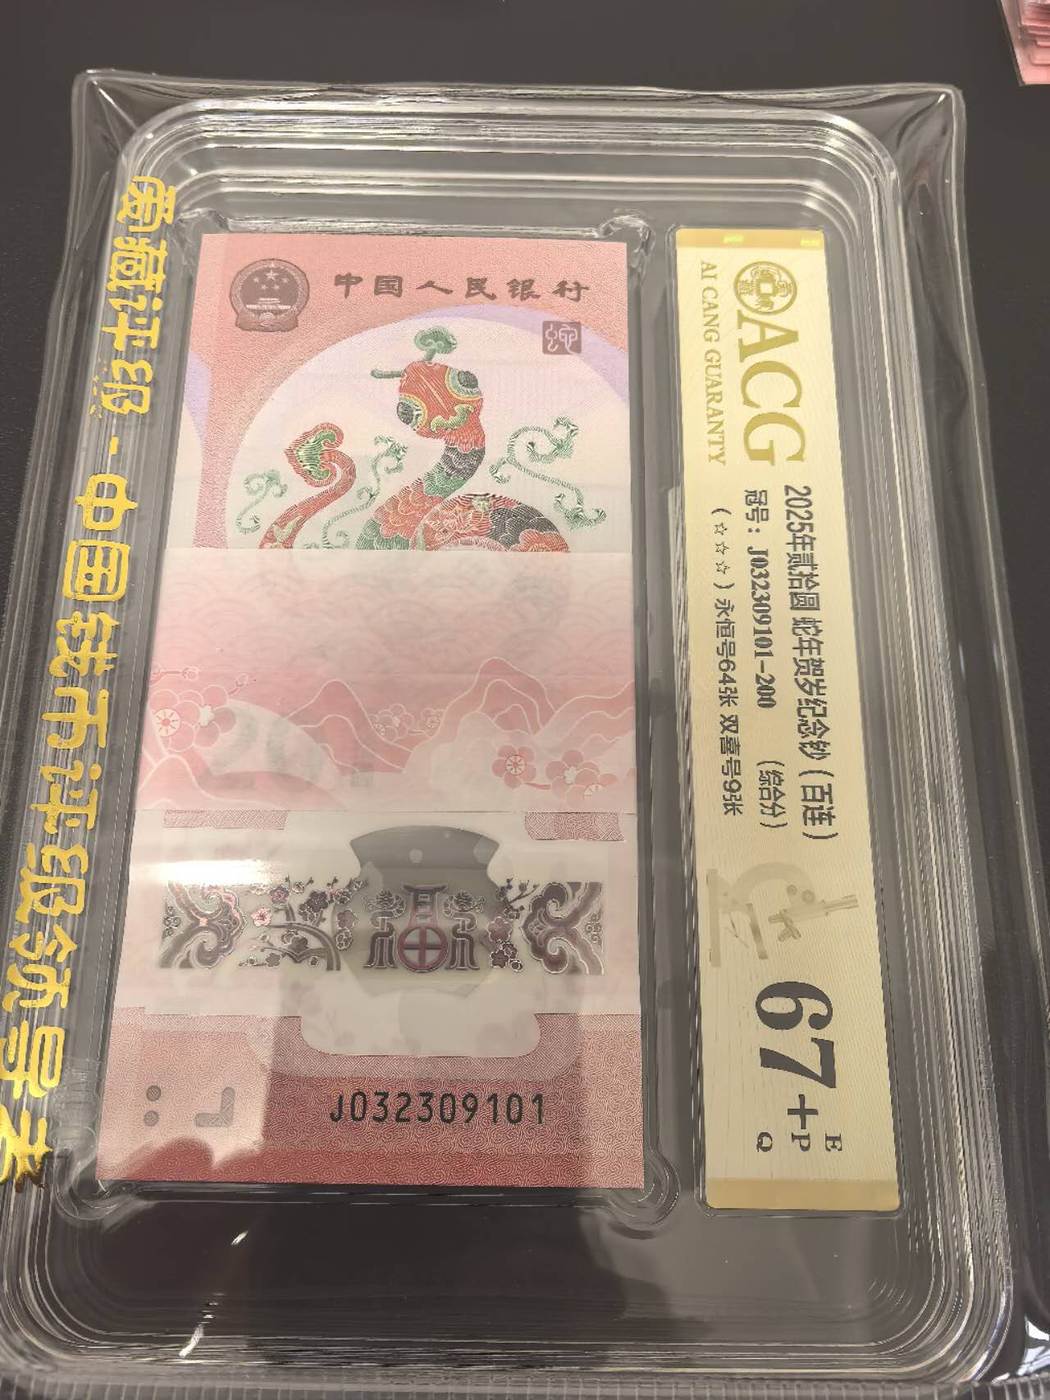 爱藏评级-中国钱币评级领导者
中国人民银行
蛇
J032309101
ACG
AI CANG GUARANTY
2025年贰拾圆 蛇年贺岁纪念钞（百连）
冠号：J032309101-200 （综合分）
（☆☆☆）永恒号64张 双喜号9张
67+
E
P
Q